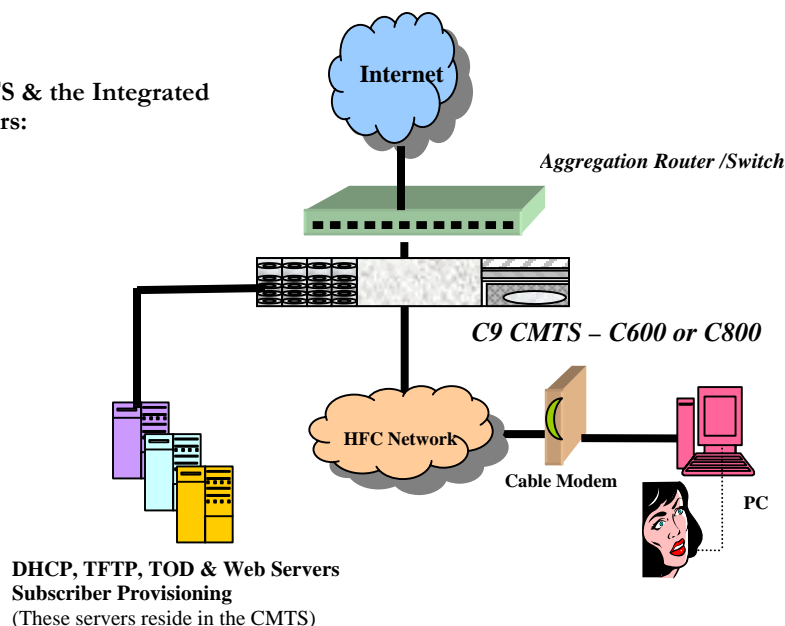 Internet
S & the Integrated
rs:
Aggregation Router /Switch
C9 CMTS – C600 or C800
HFC Network
Cable Modem
PC
DHCP, TFTP, TOD & Web Servers
Subscriber Provisioning
(These servers reside in the CMTS)